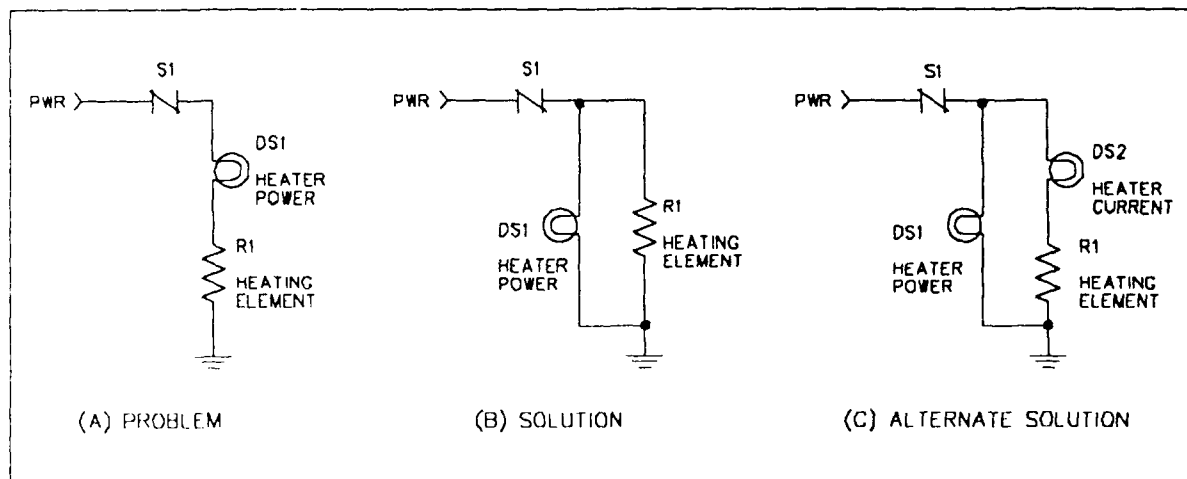 S1
PWR
DS1
HEATER
POWER
R1
HEATING
ELEMENT
(A) PROBLEM
S1
PWR
DS1
HEATER
POWER
R1
HEATING
ELEMENT
(B) SOLUTION
S1
PWR
DS2
HEATER
CURRENT
DS1
HEATER
POWER
R1
HEATING
ELEMENT
(C) ALTERNATE SOLUTION